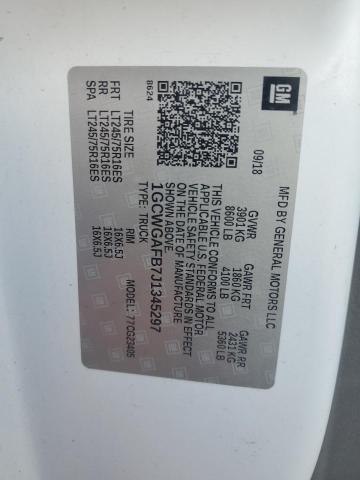 GM
MFD BY GENERAL MOTORS LLC
09/18
GVWR
3901 KG
8600 LB
GAWR FRT
1860 KG
4100 LB
GAWR RR
2431 KG
5360 LB
THIS VEHICLE CONFORMS TO ALL
APPLICABLE U.S. FEDERAL MOTOR
VEHICLE SAFETY STANDARDS IN EFFECT
ON THE DATE OF MANUFACTURE
SHOWN ABOVE.
1GCWGAFB7J1345297
TYPE: TRUCK
MODEL: 77CG23405
8624
TIRE SIZE
RIM
FRT LT245/75R16ES
16X6.5J
RR LT245/75R16ES
16X6.5J
SPA LT245/75R16ES
16X6.5J